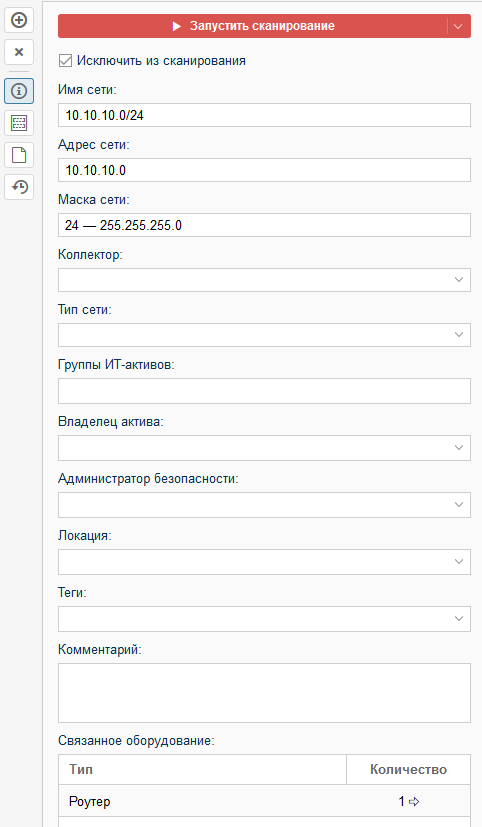 Запустить сканирование
Исключить из сканирования
Имя сети:
10.10.10.0/24
Адрес сети:
10.10.10.0
Маска сети:
24 — 255.255.255.0
Коллектор:
Тип сети:
Группы ИТ-активов:
Владелец актива:
Администратор безопасности:
Локация:
Теги:
Комментарий:
Связанное оборудование:
Тип Количество
Роутер 1